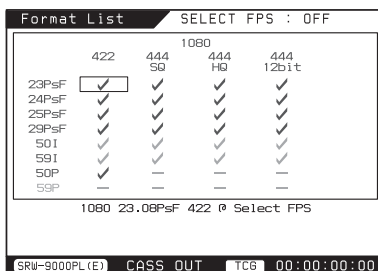 Format List SELECT FPS : OFF
1080
422 444 444 444
SQ HQ 12bit
23PsF ✓ ✓ ✓ ✓
24PsF ✓ ✓ ✓ ✓
25PsF ✓ ✓ ✓ ✓
29PsF ✓ ✓ ✓ ✓
50I ✓ ✓ ✓ ✓
59I ✓ ✓ ✓ ✓
50P ✓ — — —
59P — — — —
1080 23.08PsF 422 @ Select FPS
SRW-9000PL(E) CASS OUT TCG 00:00:00:00